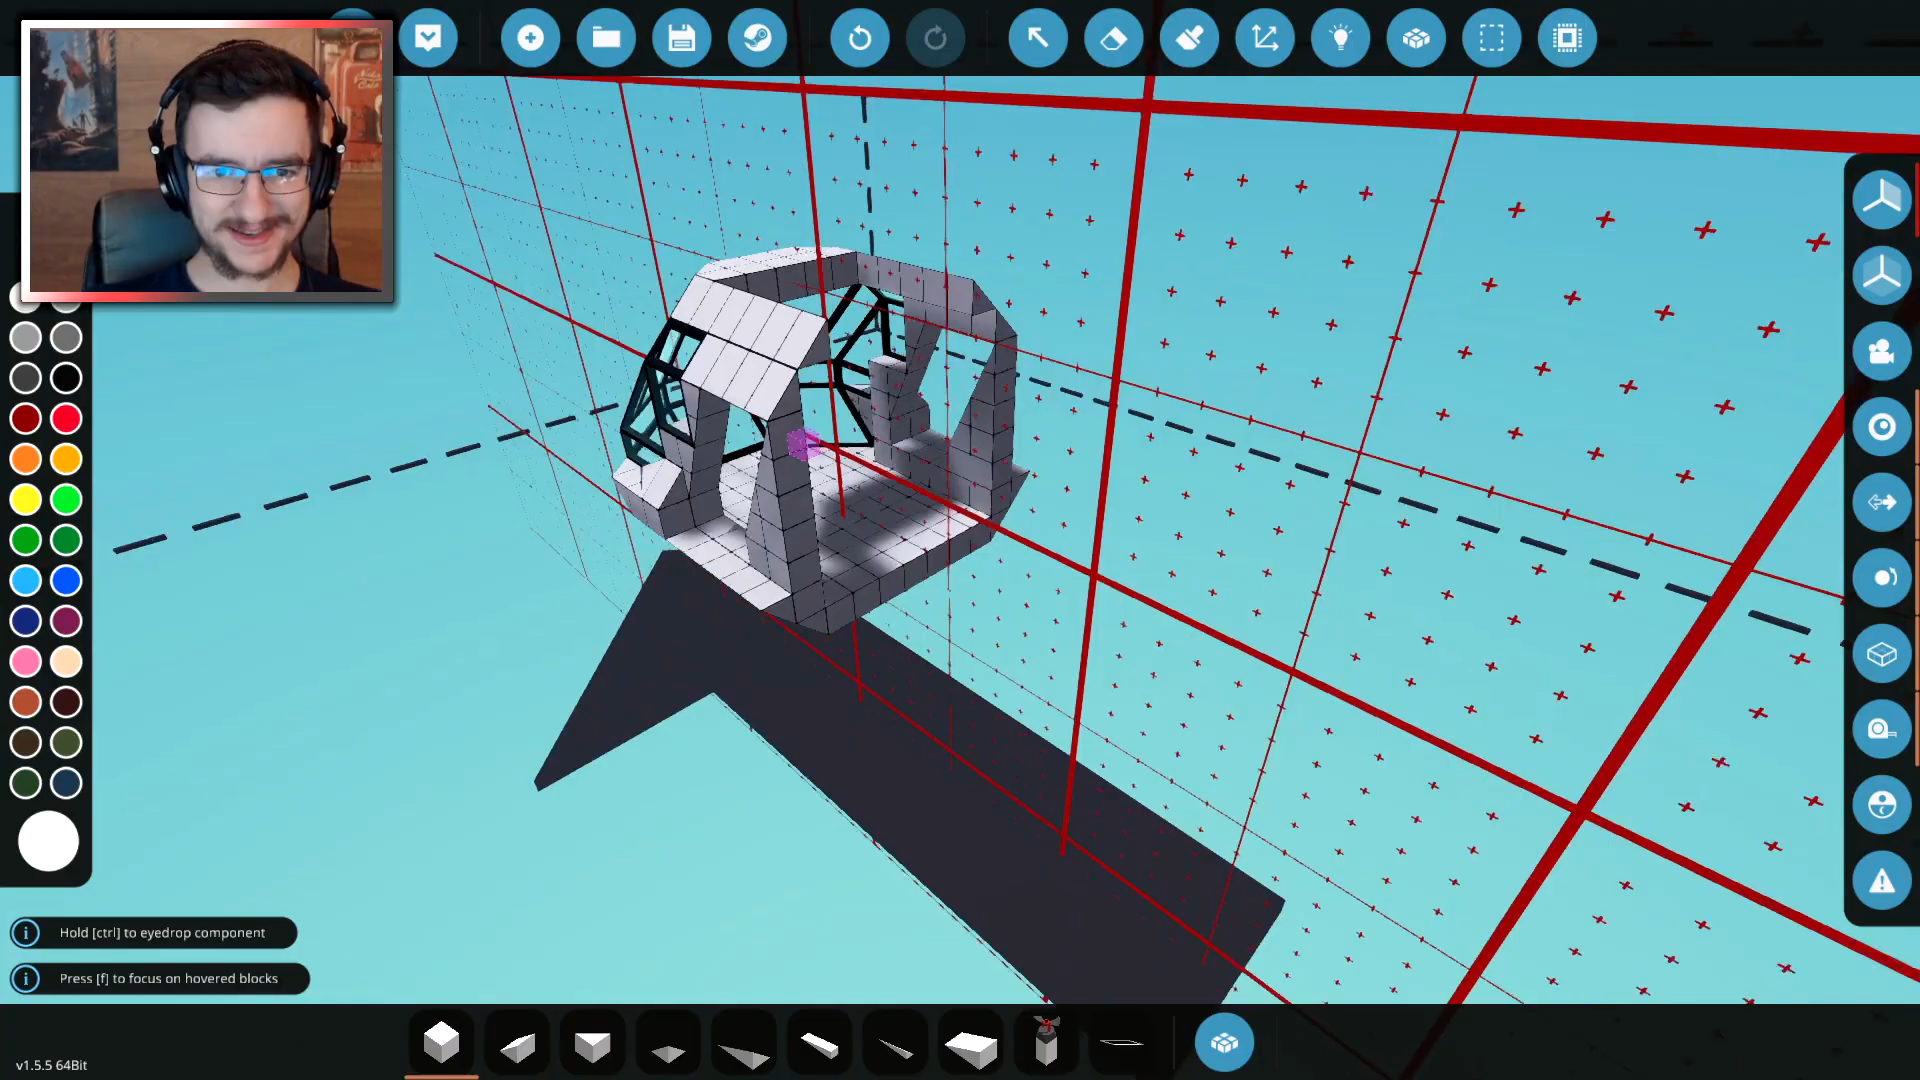 Hold [ctrl] to eyedrop component
Press [f] to focus on hovered blocks
v1.5.5 64Bit